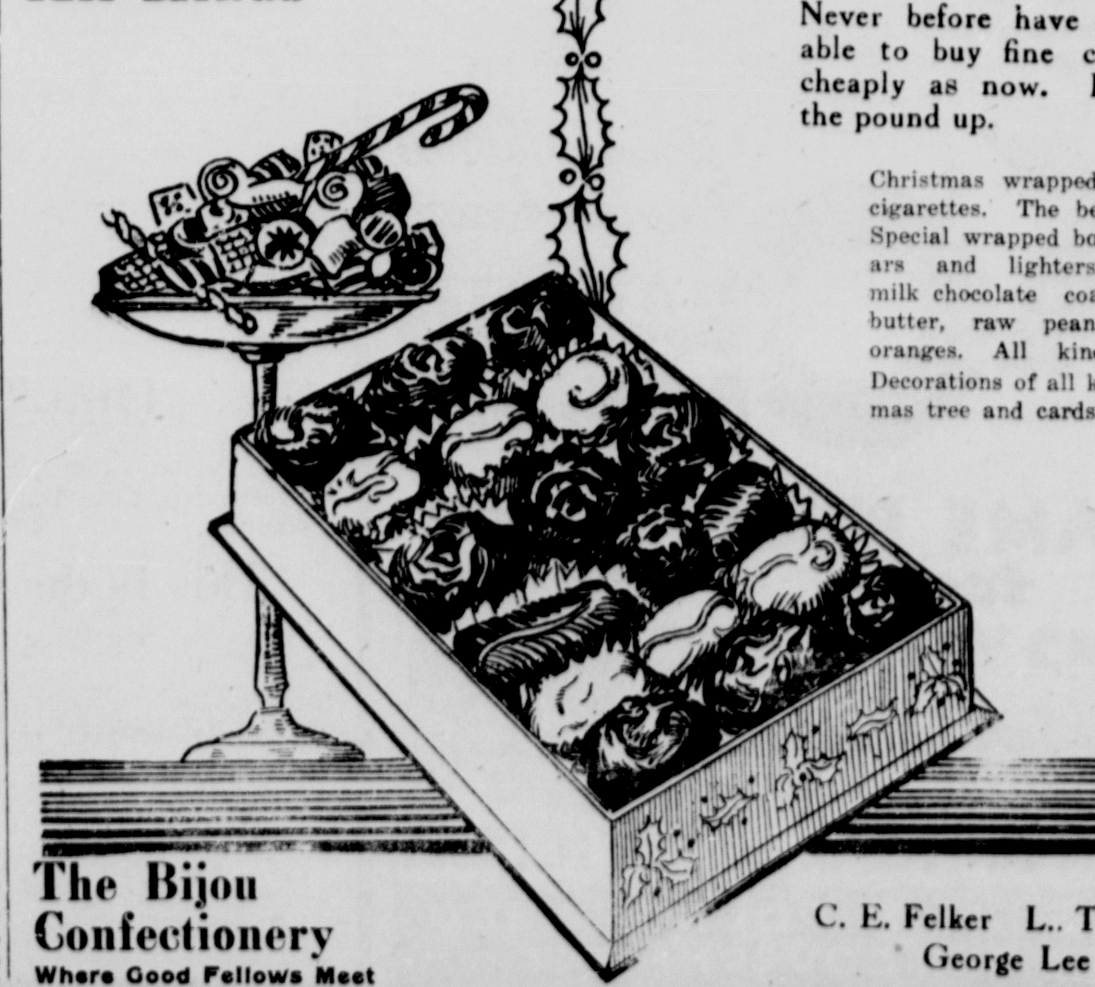 Never before have
able to buy fine
cheaply as now.
the pound up.
Christmas wrapped
cigarettes. The
Special wrapped
ars and lighters
milk chocolate
butter, raw
oranges. All
Decorations of all
mas tree and cards
The Bijou
Confectionery
Where Good Fellows Meet
C. E. Felker L.. T
George Lee